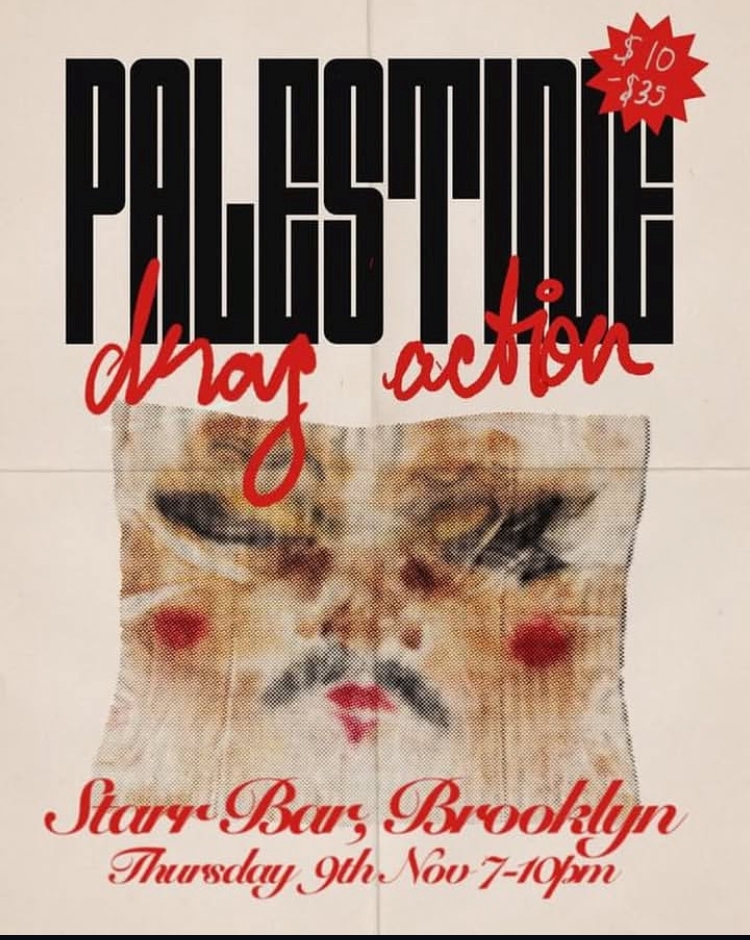 PALESTINE
$10
-$35
drag action
Starr Bar, Brooklyn
Thursday 9th Nov 7-10pm